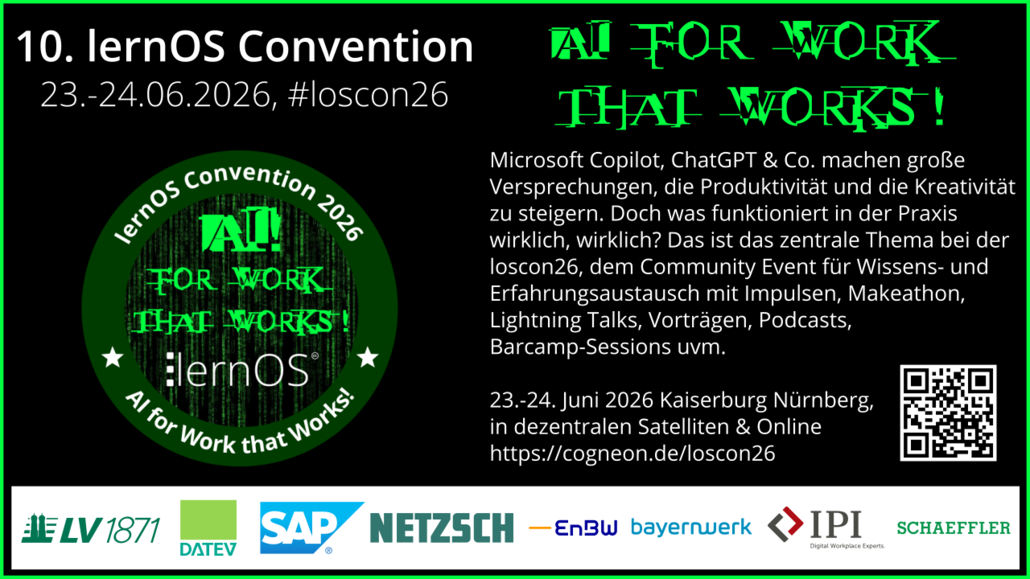 10. lernOS Convention
23.-24.06.2026, #loscon26
AI FOR WORK
THAT WORKS!
lernOS Convention 2026
AI!
FOR WORK
THAT WORKS!
lernOS®
AI for Work that Works!
Microsoft Copilot, ChatGPT & Co. machen große
Versprechungen, die Produktivität und die Kreativität
zu steigern. Doch was funktioniert in der Praxis
wirklich, wirklich? Das ist das zentrale Thema bei der
loscon26, dem Community Event für Wissens- und
Erfahrungsaustausch mit Impulsen, Makeathon,
Lightning Talks, Vorträgen, Podcasts,
Barcamp-Sessions uvm.
23.-24. Juni 2026 Kaiserburg Nürnberg,
in dezentralen Satelliten & Online
https://cogneon.de/loscon26
LV 1871
DATEV
SAP®
NETZSCH
EnBW
bayernwerk
IPI
Digital Workplace Experts.
SCHAEFFLER